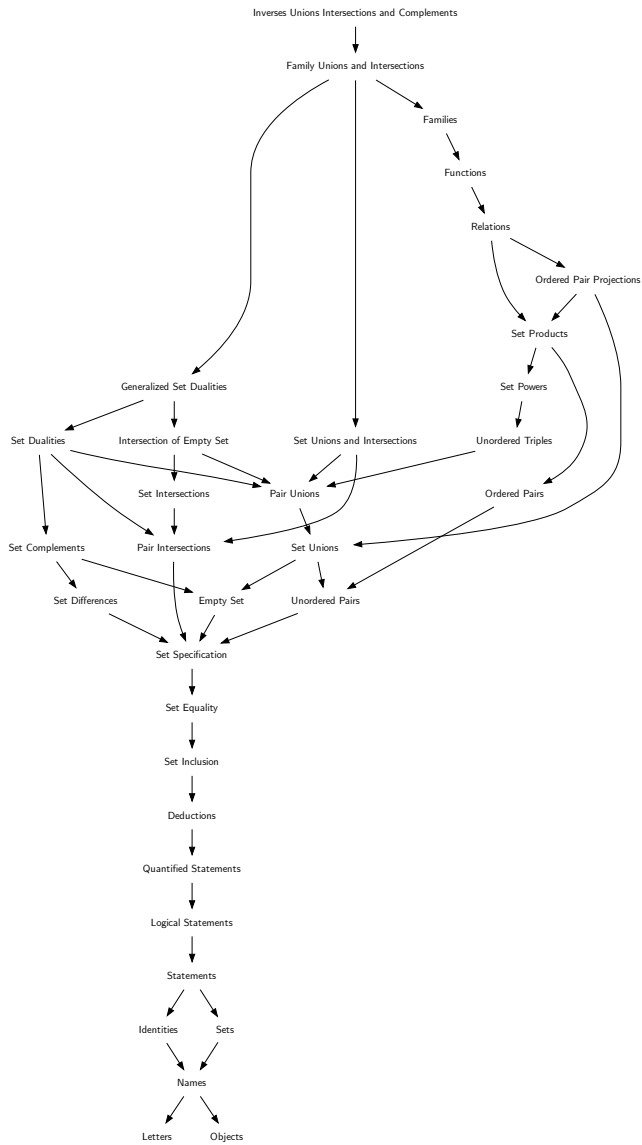 Inverses Unions Intersections and Complements
Family Unions and Intersections
Families
Functions
Relations
Ordered Pair Projections
Set Products
Generalized Set Dualities
Set Powers
Set Dualities
Intersection of Empty Set
Set Unions and Intersections
Unordered Triples
Set Intersections
Pair Unions
Ordered Pairs
Set Complements
Pair Intersections
Set Unions
Set Differences
Empty Set
Unordered Pairs
Set Specification
Set Equality
Set Inclusion
Deductions
Quantified Statements
Logical Statements
Statements
Identities
Sets
Names
Letters
Objects